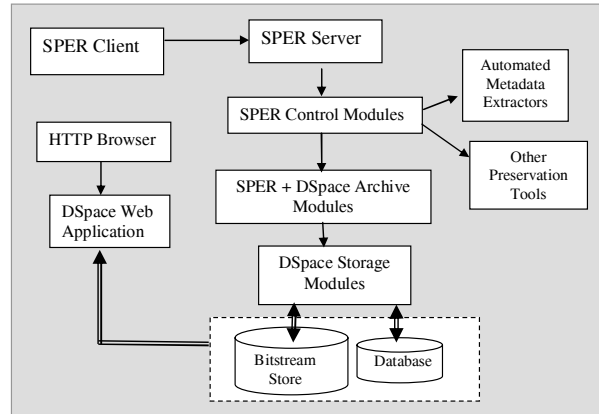 SPER Client
SPER Server
Automated
Metadata
Extractors
SPER Control Modules
HTTP Browser
Other
Preservation
Tools
SPER + DSpace Archive
Modules
DSpace Web
Application
DSpace Storage
Modules
Bitstream
Store
Database